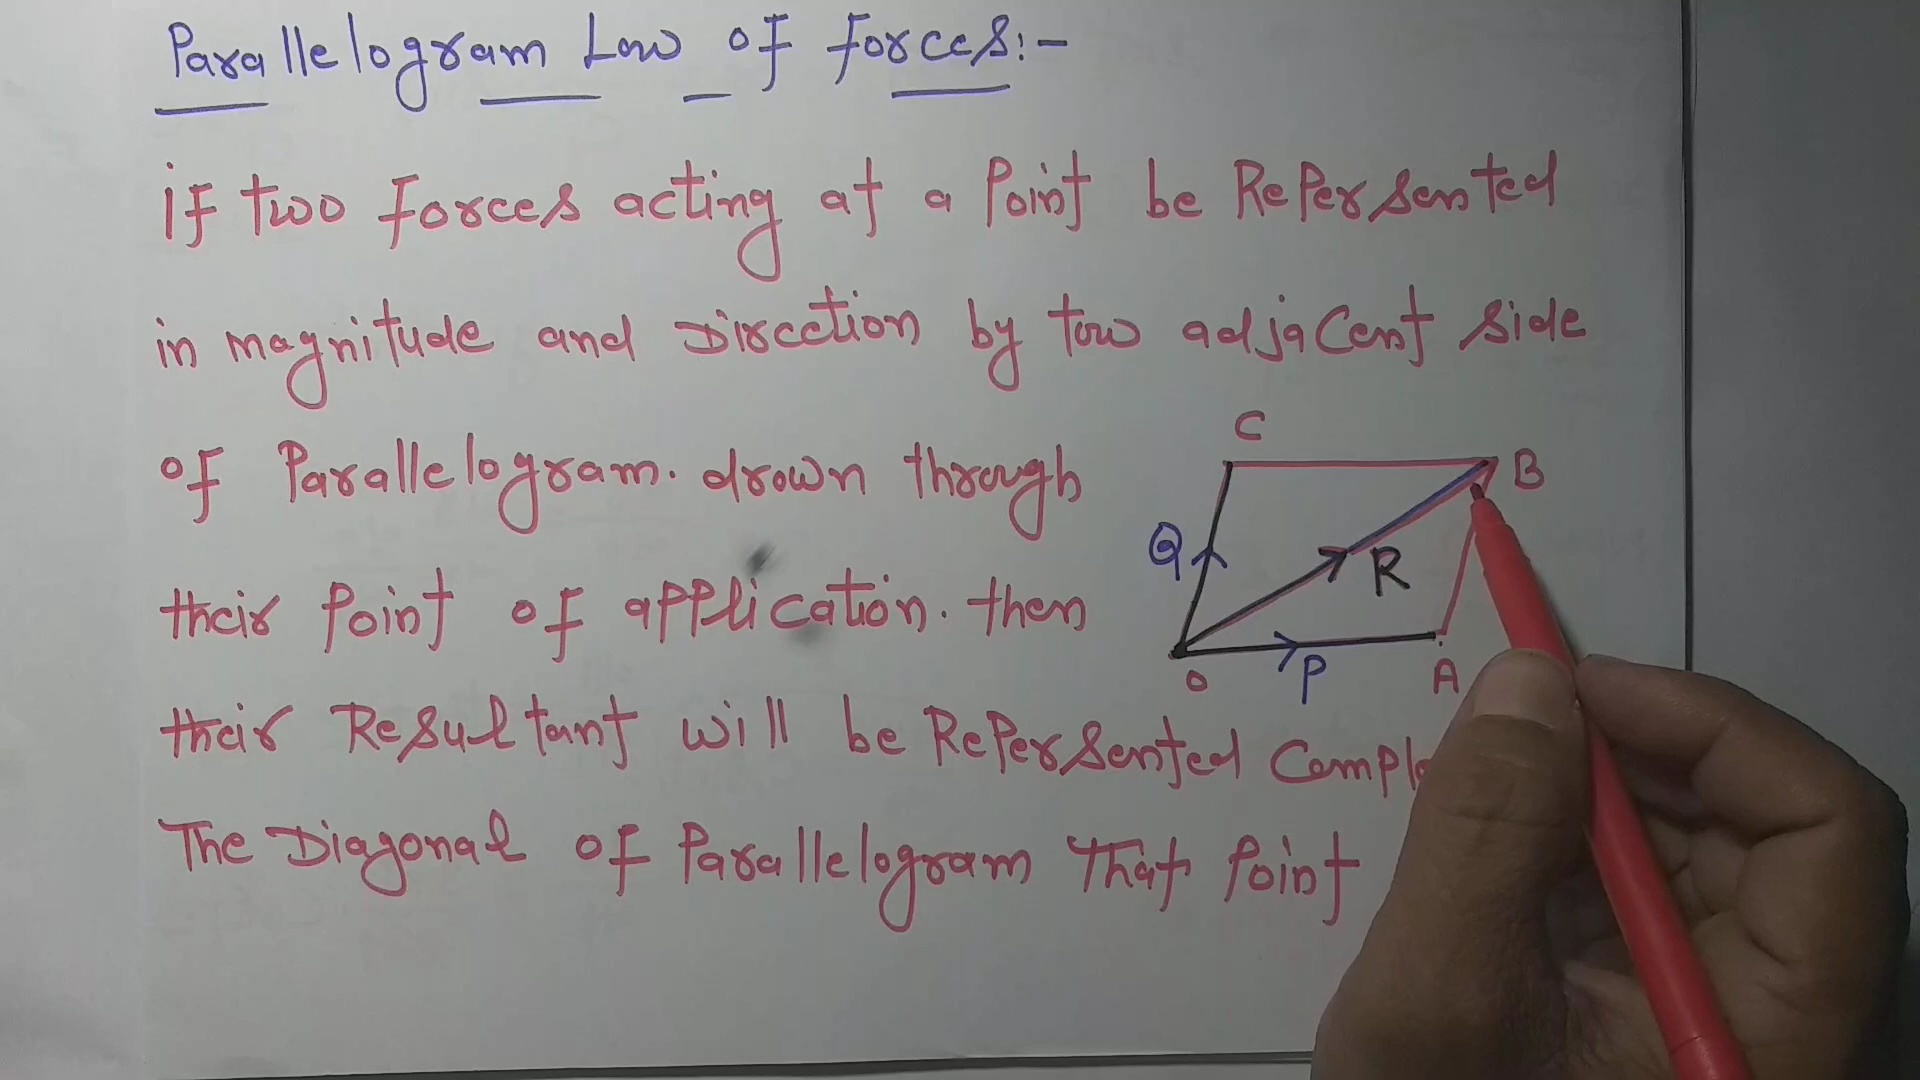 Parallelogram Law of forces:-
if two forces acting at a Point be RePersented
in magnitude and Direction by tow adjacent side
of Parallelogram. drown through
their Point of application. then
their Resultant will be RePersented
The Diagonal of Parallelogram That Point
C
B
Q
R
O
P
A